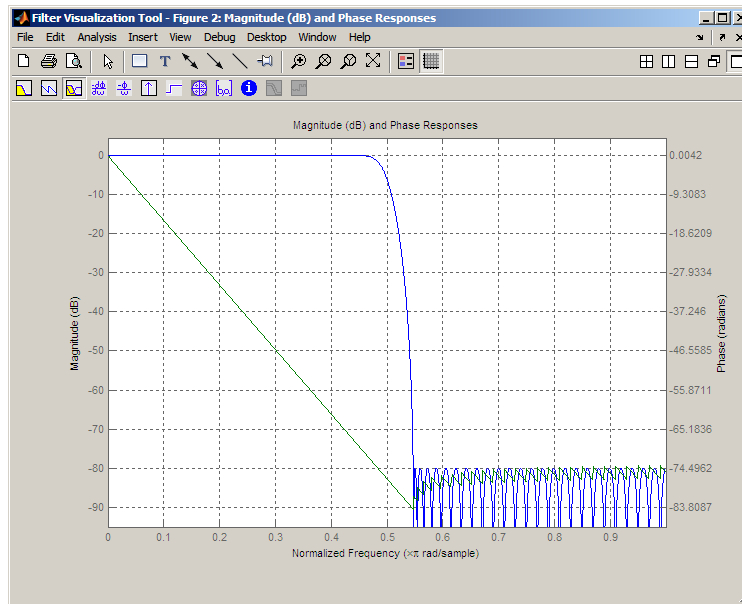 Filter Visualization Tool - Figure 2: Magnitude (dB) and Phase Responses
File Edit Analysis Insert View Debug Desktop Window Help
Magnitude (dB) and Phase Responses
0
-10
-20
-30
-40
-50
-60
-70
-80
-90
Magnitude (dB)
0.0042
-9.3083
-18.6209
-27.9334
-37.246
-46.5585
-55.8711
-65.1836
-74.4962
-83.8087
Phase (radians)
0 0.1 0.2 0.3 0.4 0.5 0.6 0.7 0.8 0.9
Normalized Frequency (×π rad/sample)